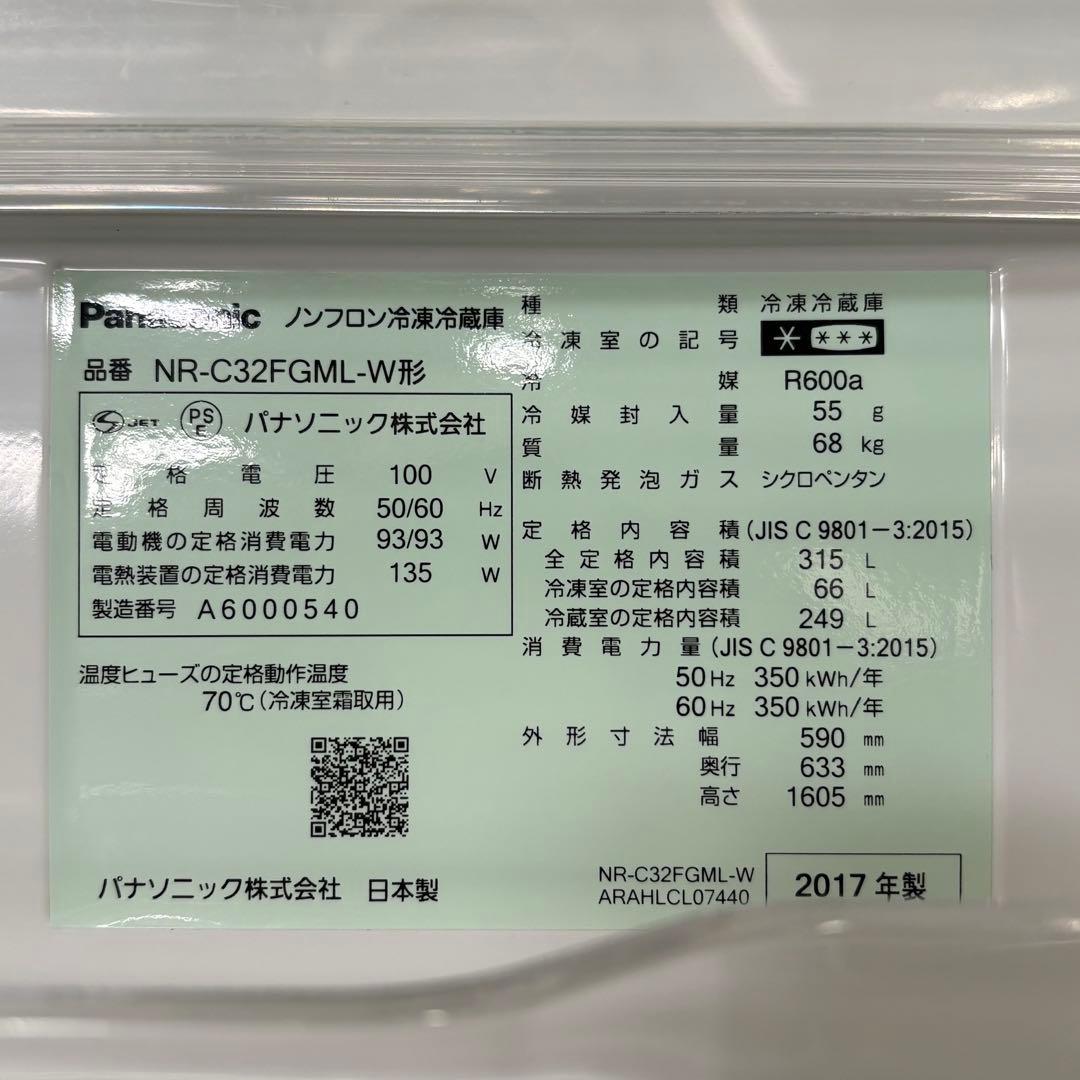 Panasonic ノンフロン冷凍冷蔵庫
品番 NR-C32FGML-W形
JET PSE パナソニック株式会社
定格電圧 100 V
定格周波数 50/60 Hz
電動機の定格消費電力 93/93 W
電熱装置の定格消費電力 135 W
製造番号 A6000540
温度ヒューズの定格動作温度
70℃(冷凍室霜取用)
パナソニック株式会社 日本製
種類 冷凍冷蔵庫
冷凍室の記号
冷媒 R600a
冷媒封入量 55 g
質量 68 kg
断熱発泡ガス シクロペンタン
定格内容積(JIS C 9801-3:2015)
全定格内容積 315 L
冷凍室の定格内容積 66 L
冷蔵室の定格内容積 249 L
消費電力量(JIS C 9801-3:2015)
50Hz 350kWh/年
60Hz 350kWh/年
外形寸法幅 590 mm
奥行 633 mm
高さ 1605 mm
NR-C32FGML-W
ARAHLCL07440
2017年製